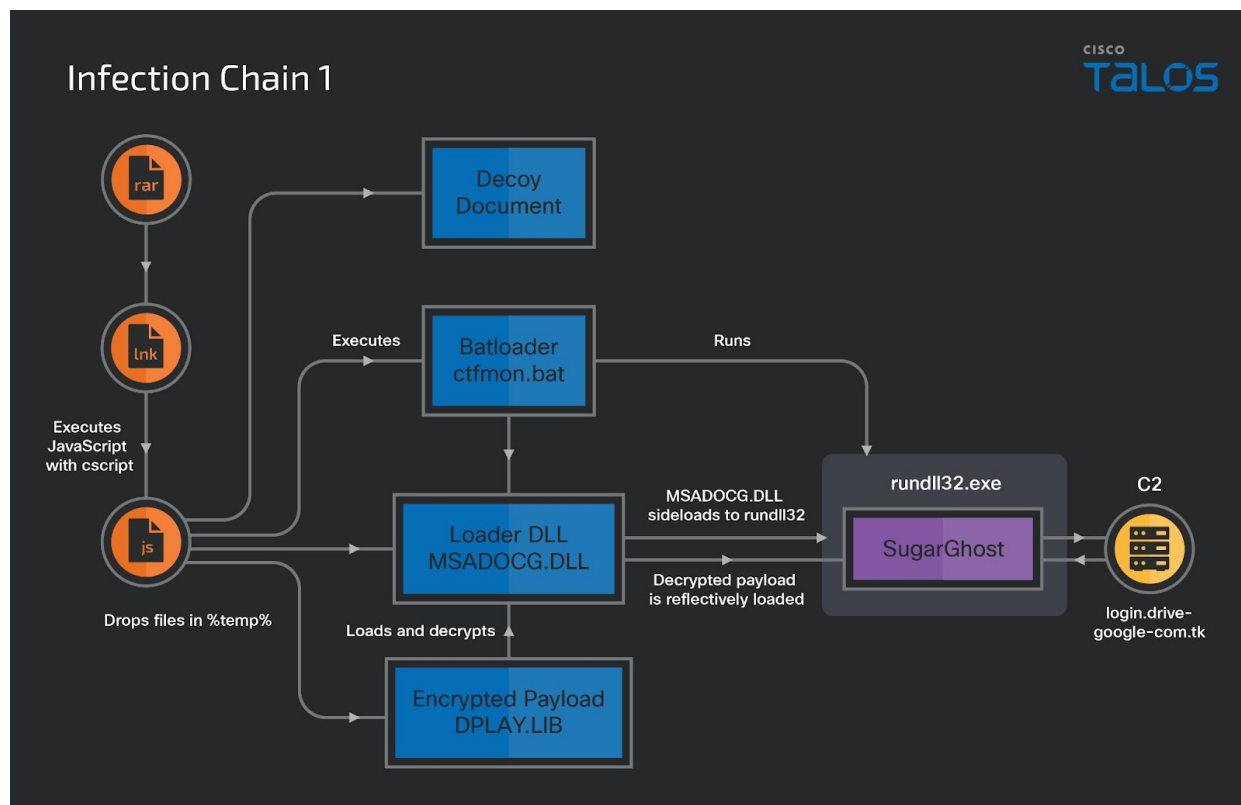 Infection Chain 1
CISCO
TALOS
rar
Decoy
Document
lnk
Executes
Batloader
ctfmon.bat
Runs
Executes
JavaScript
with cscript
js
Drops files in %temp%
Loader DLL
MSADOCG.DLL
MSADOCG.DLL
sideloads to rundll32
Decrypted payload
is reflectively loaded
rundll32.exe
SugarGhost
C2
login.drive-
google-com.tk
Loads and decrypts
Encrypted Payload
DPLAY.LIB